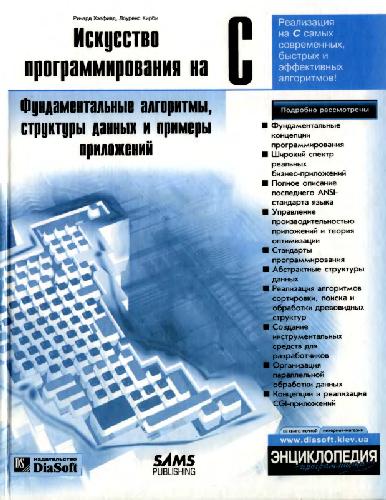 Ричард Хэзфилд, Лоуренс Кирби
Искусство
программирования на
C
Реализация
на C самых
современных,
быстрых и
эффективных
алгоритмов!
Фундаментальные алгоритмы,
структуры данных и примеры
приложений
Подробно рассмотрены
Фундаментальные
концепции
программирования
Широкий спектр
реальных
бизнес-приложений
Полное описание
последнего ANSI-
стандарта языка
Управление
производительностью
приложений и теория
оптимизации
Стандарты
программирования
Абстрактные структуры
данных
Реализация алгоритмов
сортировки, поиска и
обработки древовидных
структур
Создание
инструментальных
средств для
разработчиков
Организация
параллельной
обработки данных
Концепции и реализация
CGI-приложений
DS
издательство
DiaSoft
SAMS
PUBLISHING
www.diasoft.kiev.ua
ЭНЦИКЛОПЕДИЯ
программиста